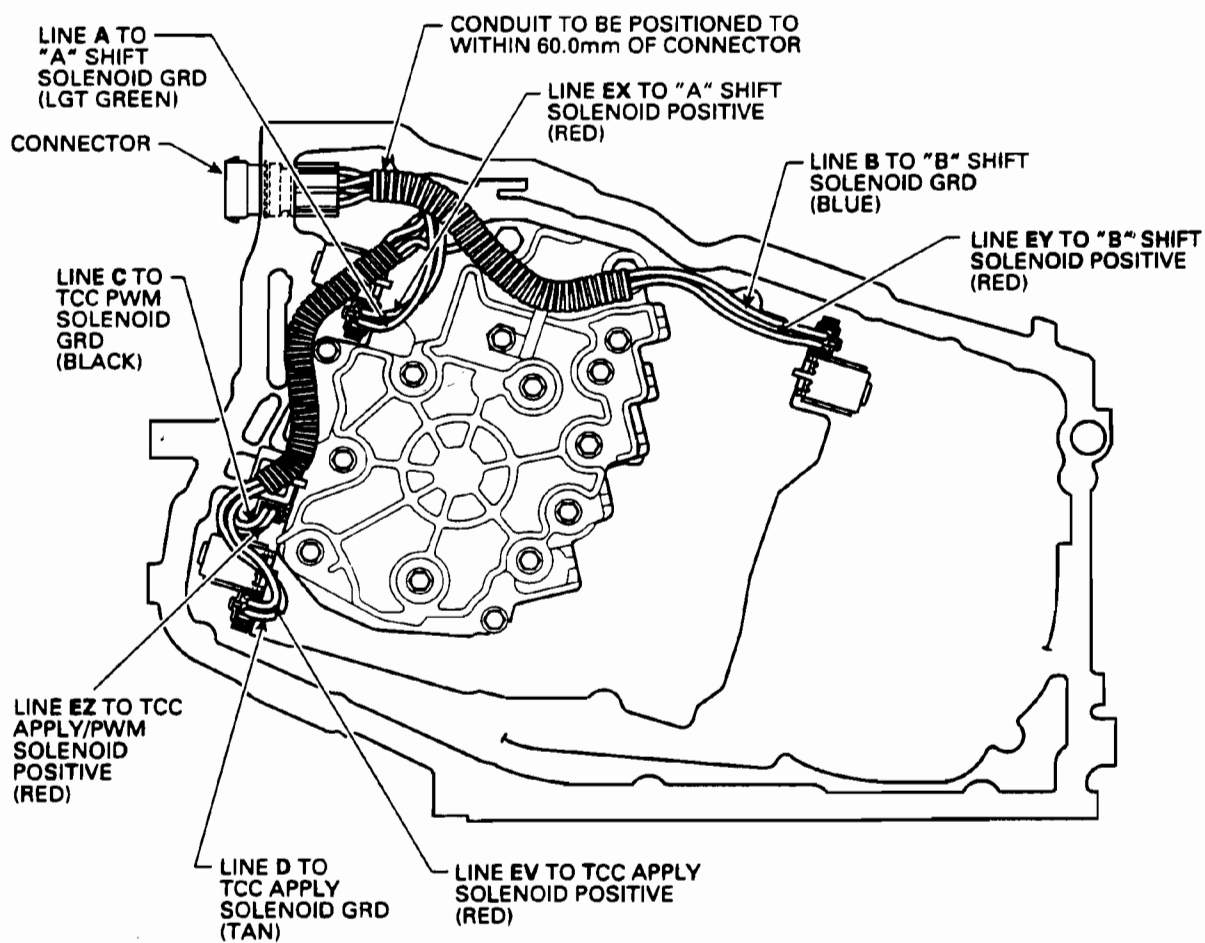 LINE A TO
"A" SHIFT
SOLENOID GRD
(LGT GREEN)
CONDUIT TO BE POSITIONED TO
WITHIN 60.0mm OF CONNECTOR
LINE EX TO "A" SHIFT
SOLENOID POSITIVE
(RED)
CONNECTOR
LINE B TO "B" SHIFT
SOLENOID GRD
(BLUE)
LINE EY TO "B" SHIFT
SOLENOID POSITIVE
(RED)
LINE C TO
TCC PWM
SOLENOID
GRD
(BLACK)
LINE EZ TO TCC
APPLY/PWM
SOLENOID
POSITIVE
(RED)
LINE D TO
TCC APPLY
SOLENOID GRD
(TAN)
LINE EV TO TCC APPLY
SOLENOID POSITIVE
(RED)